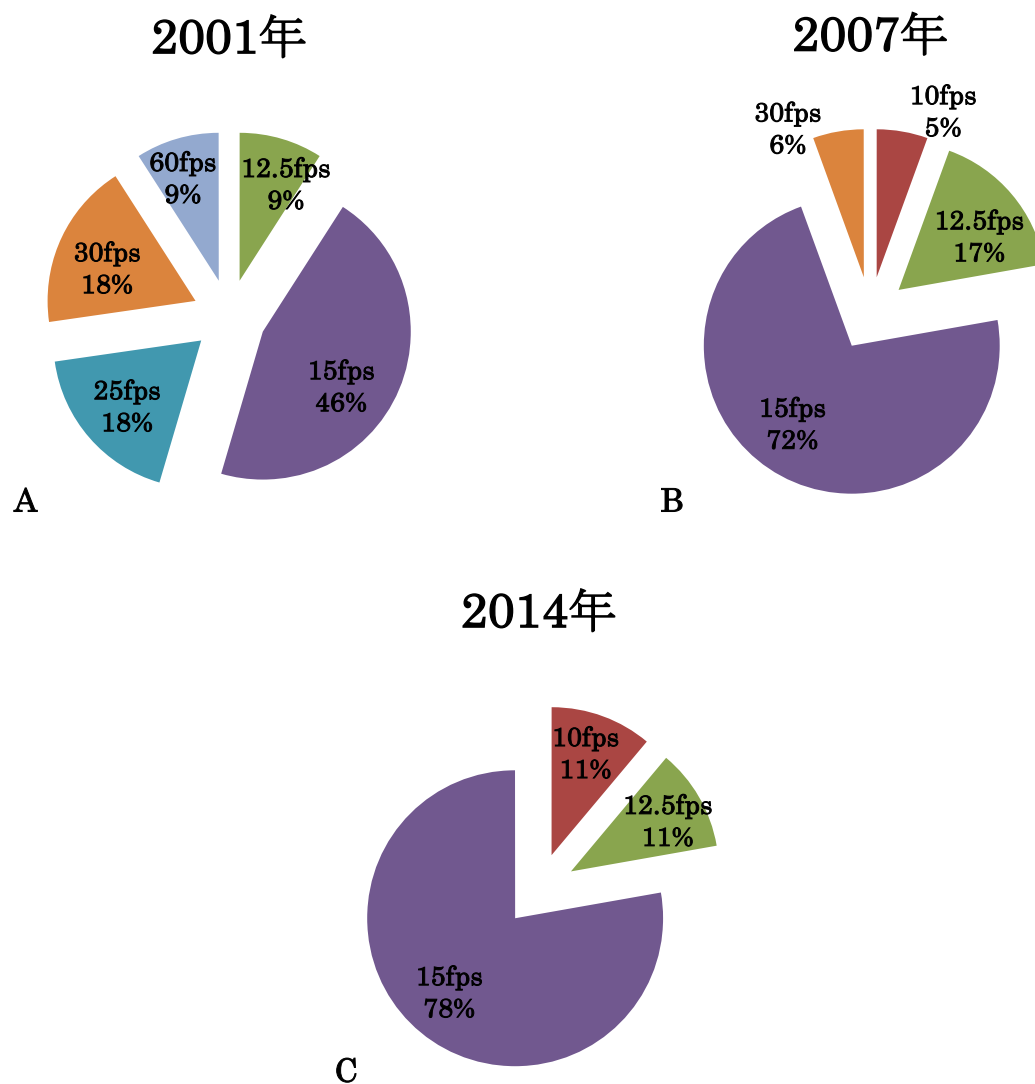 2001年
60fps
9%
12.5fps
9%
30fps
18%
15fps
46%
25fps
18%
A
2007年
30fps
6%
10fps
5%
12.5fps
17%
15fps
72%
B
2014年
10fps
11%
12.5fps
11%
15fps
78%
C